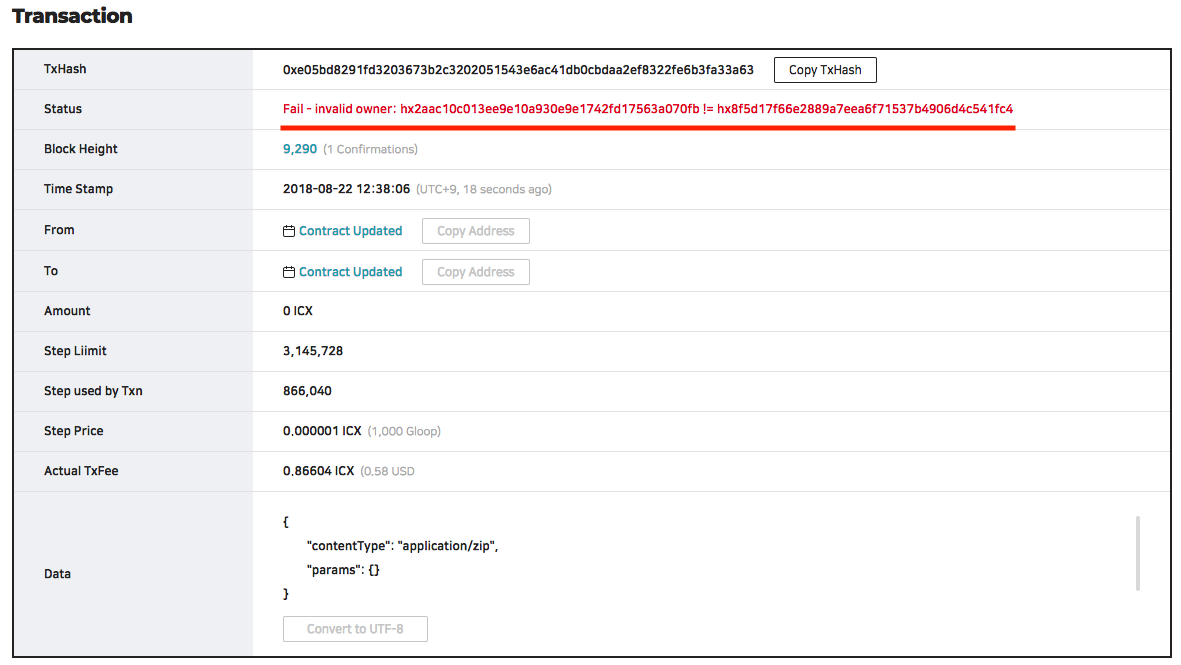 Transaction
TxHash 0xe05bd8291fd3203673b2c3202051543e6ac41db0cbdaa2ef8322fe6b3fa33a63 Copy TxHash
Status Fail - invalid owner: hx2aac10c013ee9e10a930e9e1742fd17563a070fb != hx8f5d17f66e2889a7eea6f71537b4906d4c541fc4
Block Height 9,290 (1 Confirmations)
Time Stamp 2018-08-22 12:38:06 (UTC+9, 18 seconds ago)
From Contract Updated Copy Address
To Contract Updated Copy Address
Amount 0 ICX
Step Liimit 3,145,728
Step used by Txn 866,040
Step Price 0.000001 ICX (1,000 Gloop)
Actual TxFee 0.86604 ICX (0.58 USD
Data
{
"contentType": "application/zip",
"params": {}
}
Convert to UTF-8